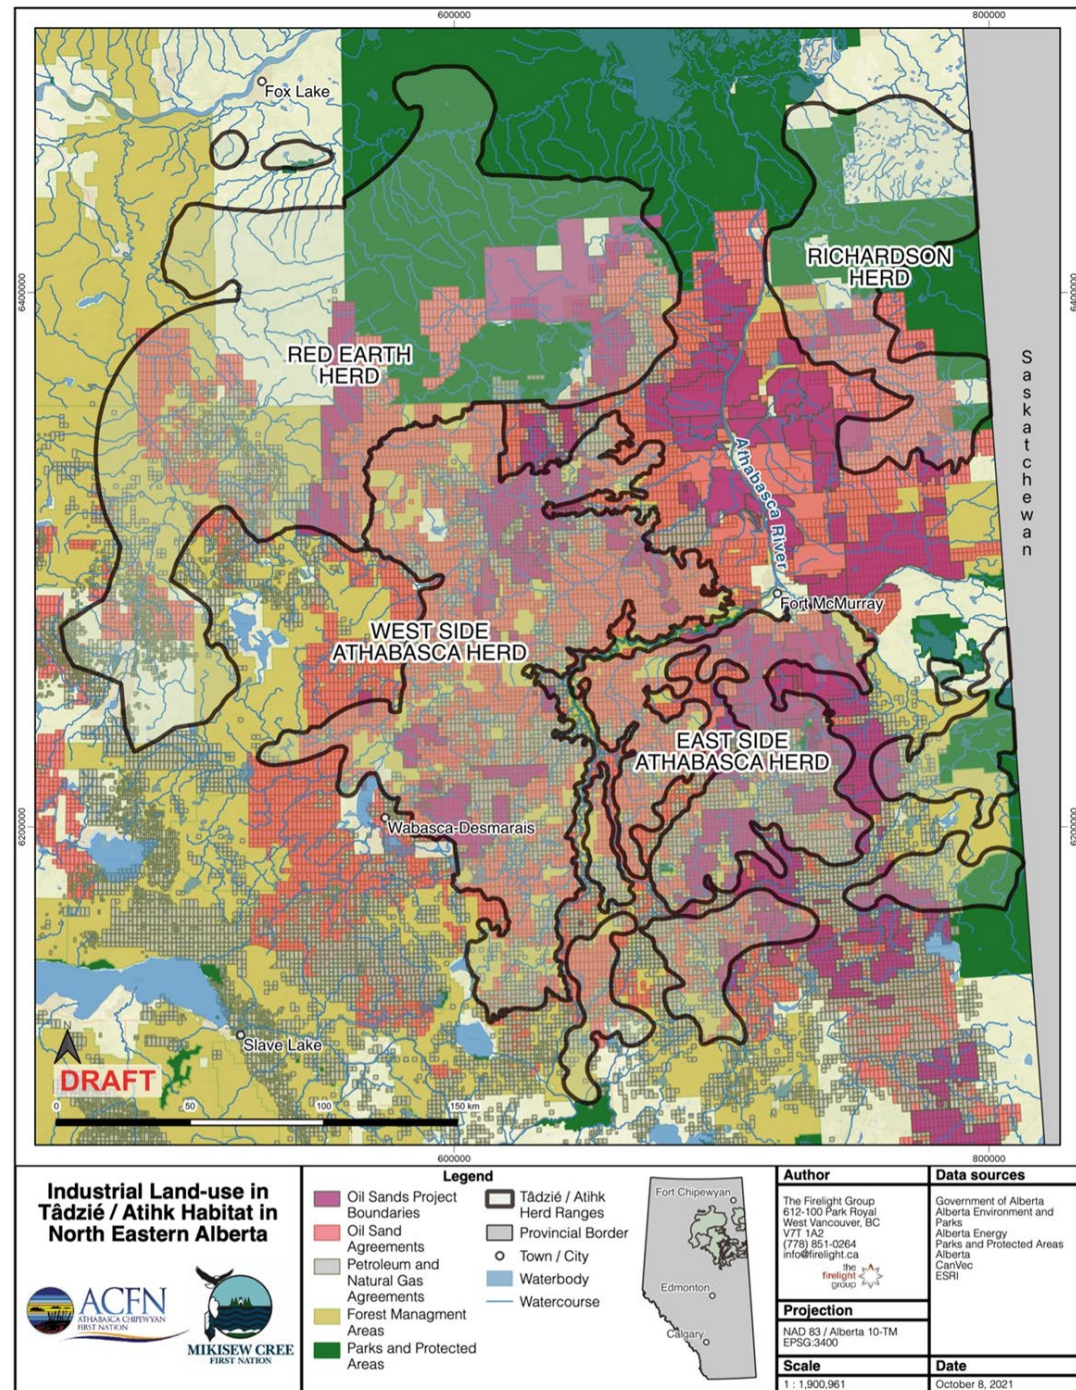 600000
800000
Fox Lake
6400000
6400000
RICHARDSON
HERD
RED EARTH
HERD
Saskatchewan
Athabasca River
Fort McMurray
WEST SIDE
ATHABASCA HERD
EAST SIDE
ATHABASCA HERD
Wabasca-Desmarais
6200000
6200000
Slave Lake
N
DRAFT
0
50
100
150 km
600000
800000
Industrial Land-use in
Tâdzié / Atihk Habitat in
North Eastern Alberta
ACFN
ATHABASCA CHIPEWYAN
FIRST NATION
MIKISEW CREE
FIRST NATION
Legend
Oil Sands Project
Boundaries
Oil Sand
Agreements
Petroleum and
Natural Gas
Agreements
Forest Managment
Areas
Parks and Protected
Areas
Tâdzié / Atihk
Herd Ranges
Provincial Border
Town / City
Waterbody
Watercourse
Fort Chipewyan
Edmonton
Calgary
Author
The Firelight Group
612-100 Park Royal
West Vancouver, BC
V7T 1A2
(778) 851-0264
info@firelight.ca
the
firelight
group
Projection
NAD 83 / Alberta 10-TM
EPSG:3400
Scale
1 : 1,900,961
Data sources
Government of Alberta
Alberta Environment and
Parks
Alberta Energy
Parks and Protected Areas
Alberta
CanVec
ESRI
Date
October 8, 2021